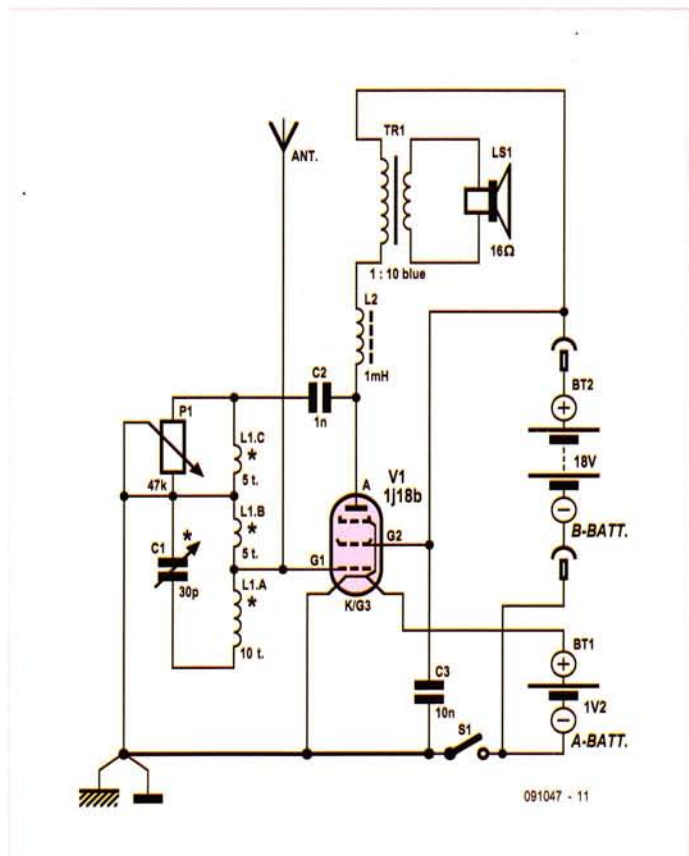 TR1
LS1
ANT.
16Ω
1 : 10 blue
L2
1mH
C2
1n
BT2
+
18V
−
B-BATT.
P1
47k
L1.C
*
5 t.
L1.B
*
5 t.
C1
*
30p
L1.A
*
10 t.
V1
1j18b
A
G2
G1
K/G3
C3
10n
S1
BT1
+
1V2
−
A-BATT.
091047 - 11